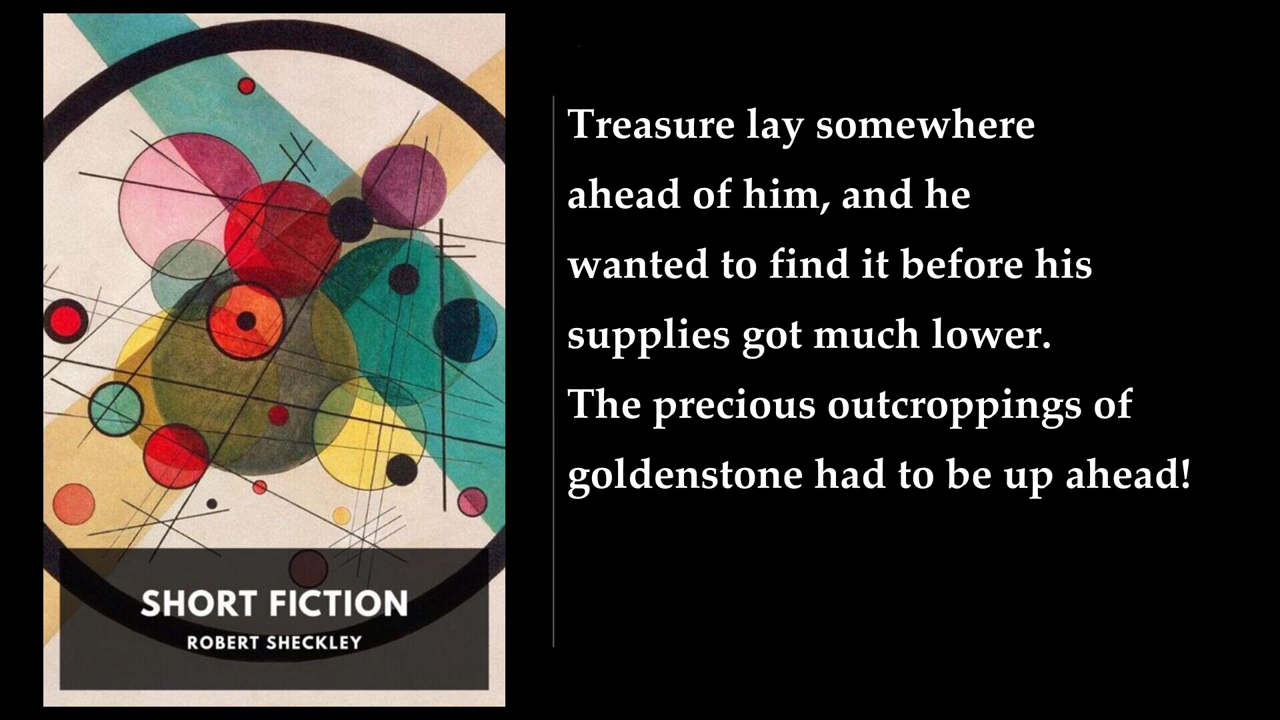 SHORT FICTION
ROBERT SHECKLEY
Treasure lay somewhere
ahead of him, and he
wanted to find it before his
supplies got much lower.
The precious outcroppings of
goldenstone had to be up ahead!